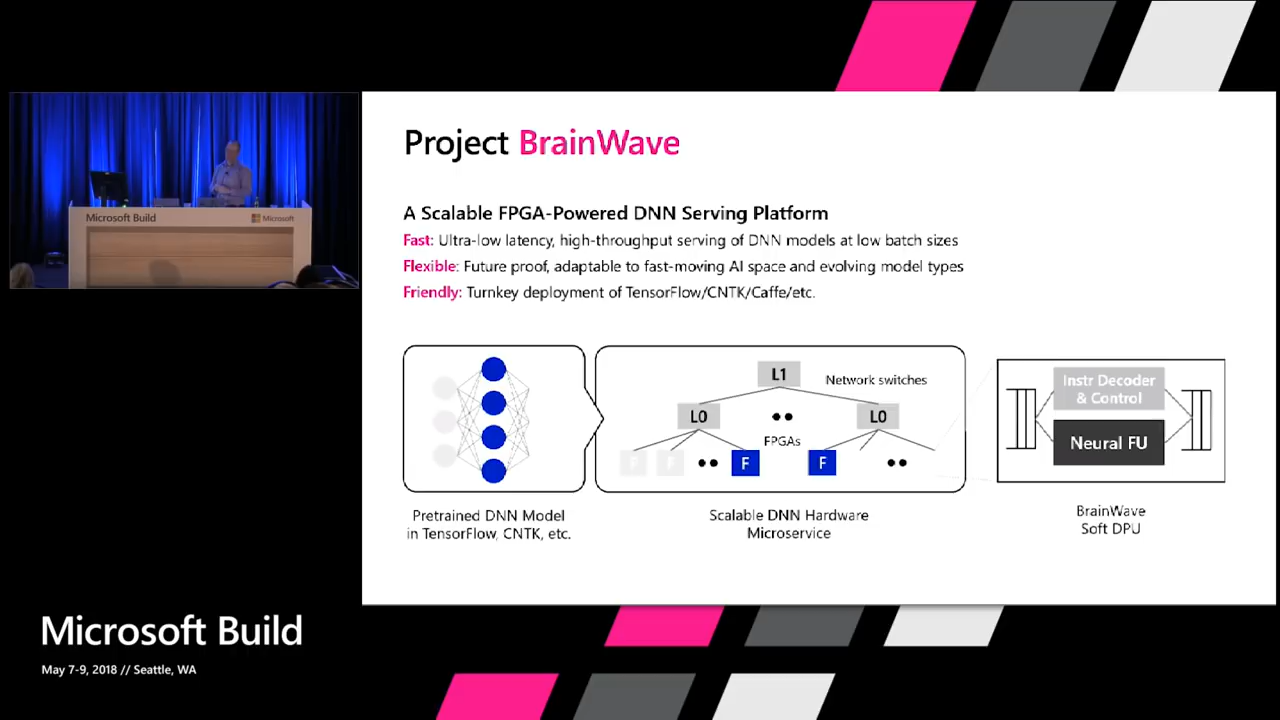 Microsoft Build
Microsoft
Project BrainWave
A Scalable FPGA-Powered DNN Serving Platform
Fast: Ultra-low latency, high-throughput serving of DNN models at low batch sizes
Flexible: Future proof, adaptable to fast-moving AI space and evolving model types
Friendly: Turnkey deployment of TensorFlow/CNTK/Caffe/etc.
L1
Network switches
L0
L0
FPGAs
F
F
F
F
Instr Decoder
& Control
Neural FU
Pretrained DNN Model
in TensorFlow, CNTK, etc.
Scalable DNN Hardware
Microservice
BrainWave
Soft DPU
Microsoft Build
May 7-9, 2018 // Seattle, WA